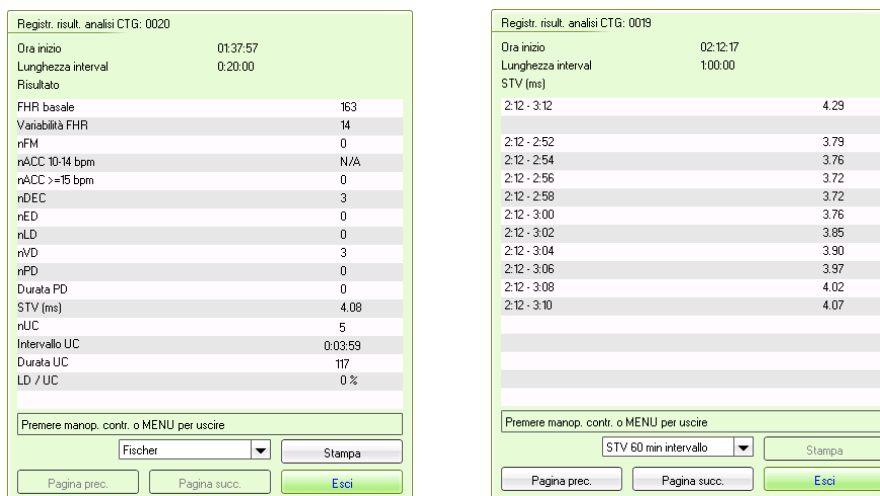 Registr. risult. analisi CTG: 0020
Ora inizio 01:37:57
Lunghezza interval 0:20:00
Risultato
FHR basale 163
Variabilità FHR 14
nFM 0
nACC 10-14 bpm N/A
nACC >=15 bpm 0
nDEC 3
nED 0
nLD 0
nVD 3
nPD 0
Durata PD 0
STV (ms) 4.08
nUC 5
Intervallo UC 0:03:59
Durata UC 117
LD / UC 0 %
Premere manop. contr. o MENU per uscire
Fischer Stampa
Pagina prec. Pagina succ. Esci
Registr. risult. analisi CTG: 0019
Ora inizio 02:12:17
Lunghezza interval 1:00:00
STV (ms)
2:12 - 3:12 4.29
2:12 - 2:52 3.79
2:12 - 2:54 3.76
2:12 - 2:56 3.72
2:12 - 2:58 3.72
2:12 - 3:00 3.76
2:12 - 3:02 3.85
2:12 - 3:04 3.90
2:12 - 3:06 3.97
2:12 - 3:08 4.02
2:12 - 3:10 4.07
Premere manop. contr. o MENU per uscire
STV 60 min intervallo Stampa
Pagina prec. Pagina succ. Esci